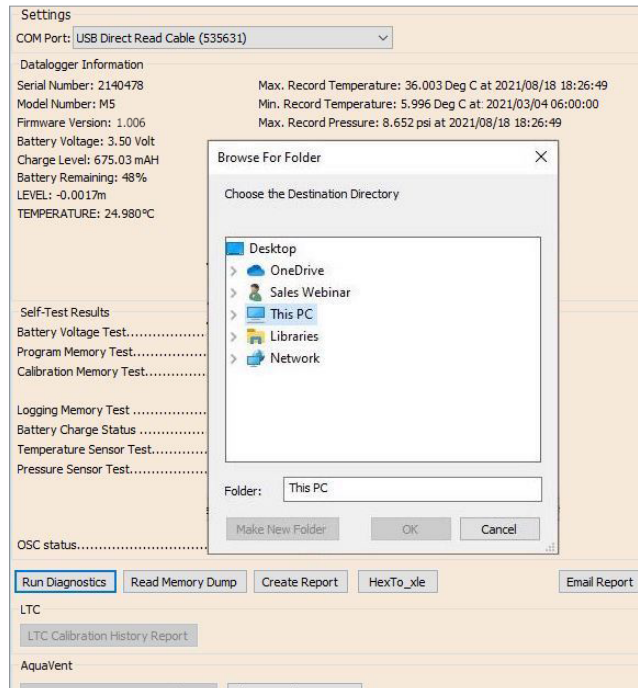 Settings
COM Port: USB Direct Read Cable (535631)
Datalogger Information
Serial Number: 2140478
Max. Record Temperature: 36.003 Deg C at 2021/08/18 18:26:49
Model Number: M5
Min. Record Temperature: 5.996 Deg C at 2021/03/04 06:00:00
Firmware Version: 1.006
Max. Record Pressure: 8.652 psi at 2021/08/18 18:26:49
Battery Voltage: 3.50 Volt
Charge Level: 675.03 mAH
Battery Remaining: 48%
LEVEL: -0.0017m
TEMPERATURE: 24.980°C
Browse For Folder
Choose the Destination Directory
Desktop
OneDrive
Sales Webinar
This PC
Libraries
Network
Folder: This PC
Make New Folder
OK
Cancel
Self-Test Results
Battery Voltage Test..................
Program Memory Test................
Calibration Memory Test.............
Logging Memory Test ................
Battery Charge Status ...............
Temperature Sensor Test............
Pressure Sensor Test.................
OSC status..............................
Run Diagnostics
Read Memory Dump
Create Report
HexTo_xle
Email Report
LTC
LTC Calibration History Report
AquaVent